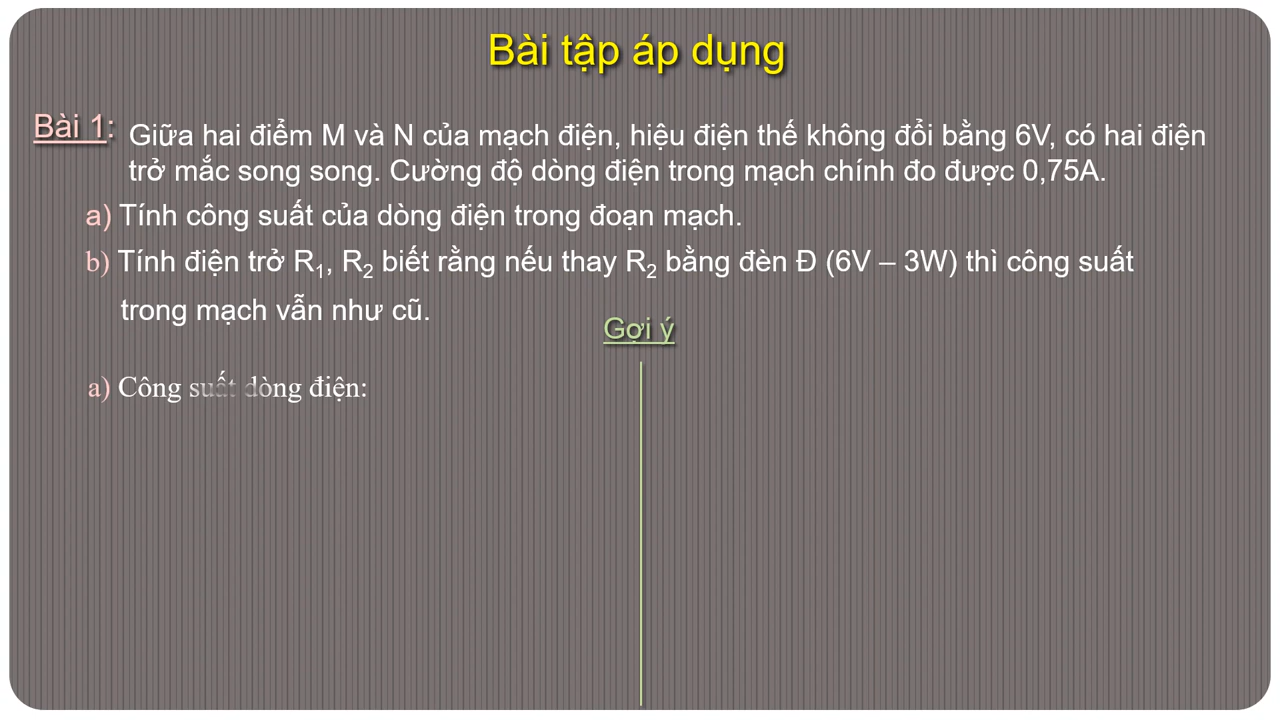 Bài tập áp dụng
Bài 1:
Giữa hai điểm M và N của mạch điện, hiệu điện thế không đổi bằng 6V, có hai điện
trở mắc song song. Cường độ dòng điện trong mạch chính đo được 0,75A.
a) Tính công suất của dòng điện trong đoạn mạch.
b) Tính điện trở R1, R2 biết rằng nếu thay R2 bằng đèn Đ (6V – 3W) thì công suất
trong mạch vẫn như cũ.
Gợi ý
a) Công suất dòng điện: